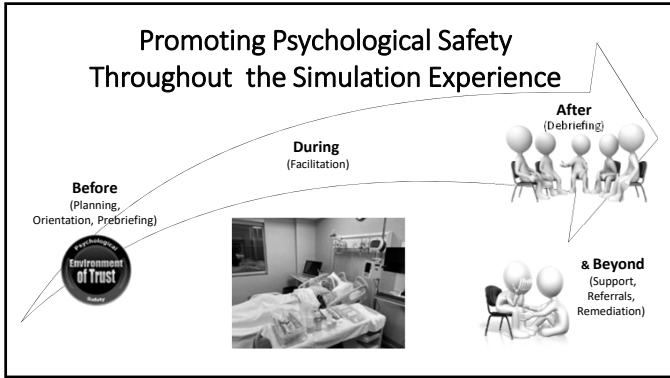 Promoting Psychological Safety
Throughout the Simulation Experience
Before
(Planning,
Orientation, Prebriefing)
Psychological
Environment
of Trust
Safety
During
(Facilitation)
After
(Debriefing)
& Beyond
(Support,
Referrals,
Remediation)